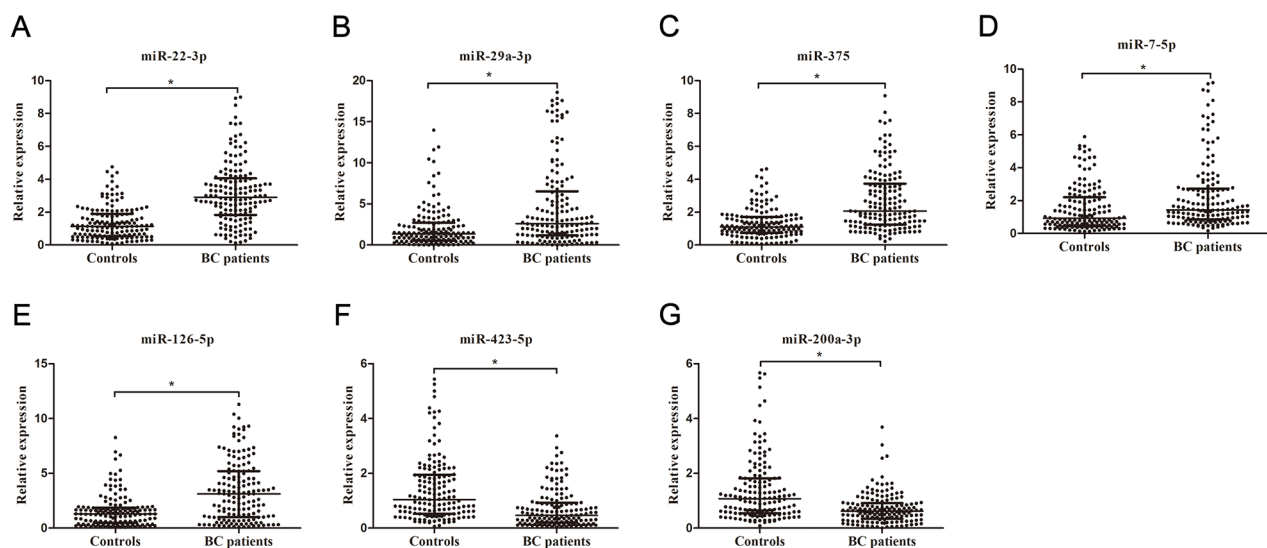 A
miR-22-3p
*
Relative expression
10
8
6
4
2
0
Controls BC patients
B
miR-29a-3p
*
Relative expression
20
15
10
5
0
Controls BC patients
C
miR-375
*
Relative expression
10
8
6
4
2
0
Controls BC patients
D
miR-7-5p
*
Relative expression
10
8
6
4
2
0
Controls BC patients
E
miR-126-5p
*
Relative expression
15
10
5
0
Controls BC patients
F
miR-423-5p
*
Relative expression
6
4
2
0
Controls BC patients
G
miR-200a-3p
*
Relative expression
6
4
2
0
Controls BC patients